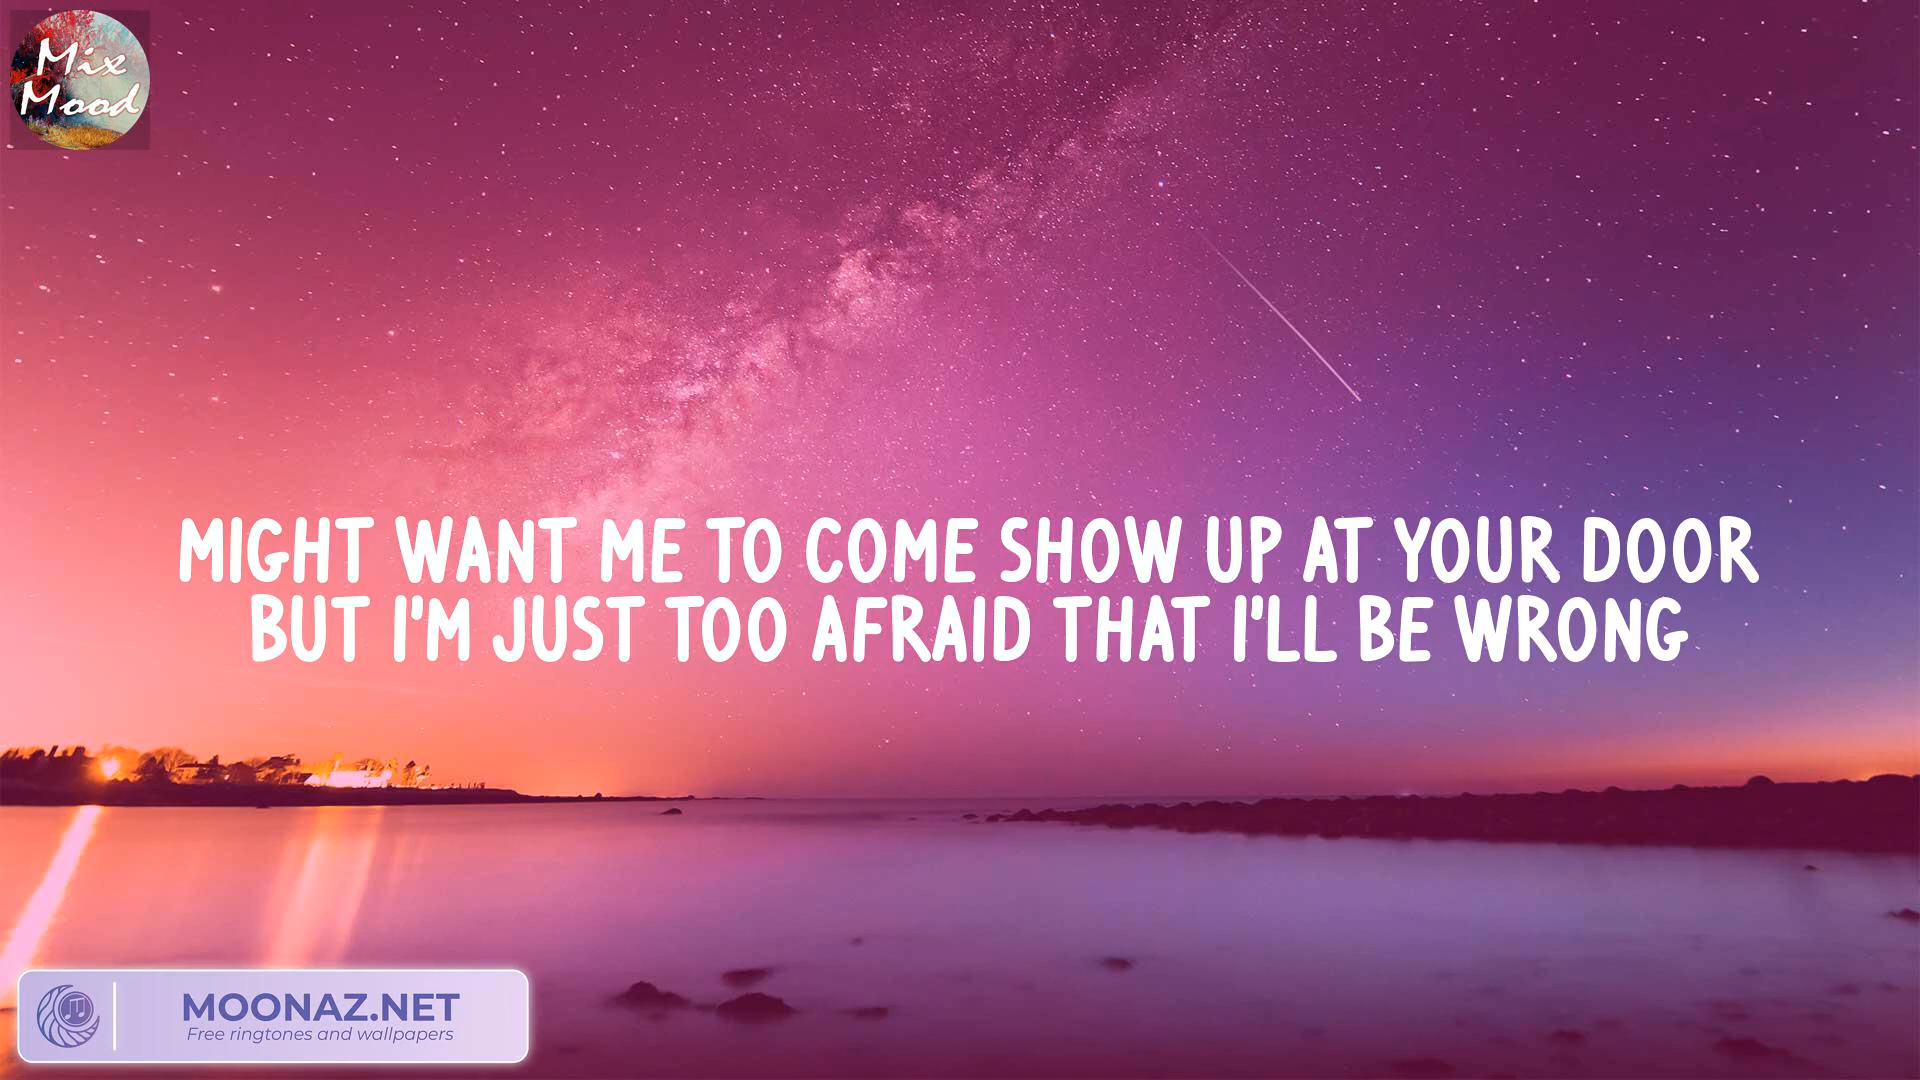 Mix
Mood
MIGHT WANT ME TO COME SHOW UP AT YOUR DOOR
BUT I'M JUST TOO AFRAID THAT I'LL BE WRONG
MOONAZ.NET
Free ringtones and wallpapers